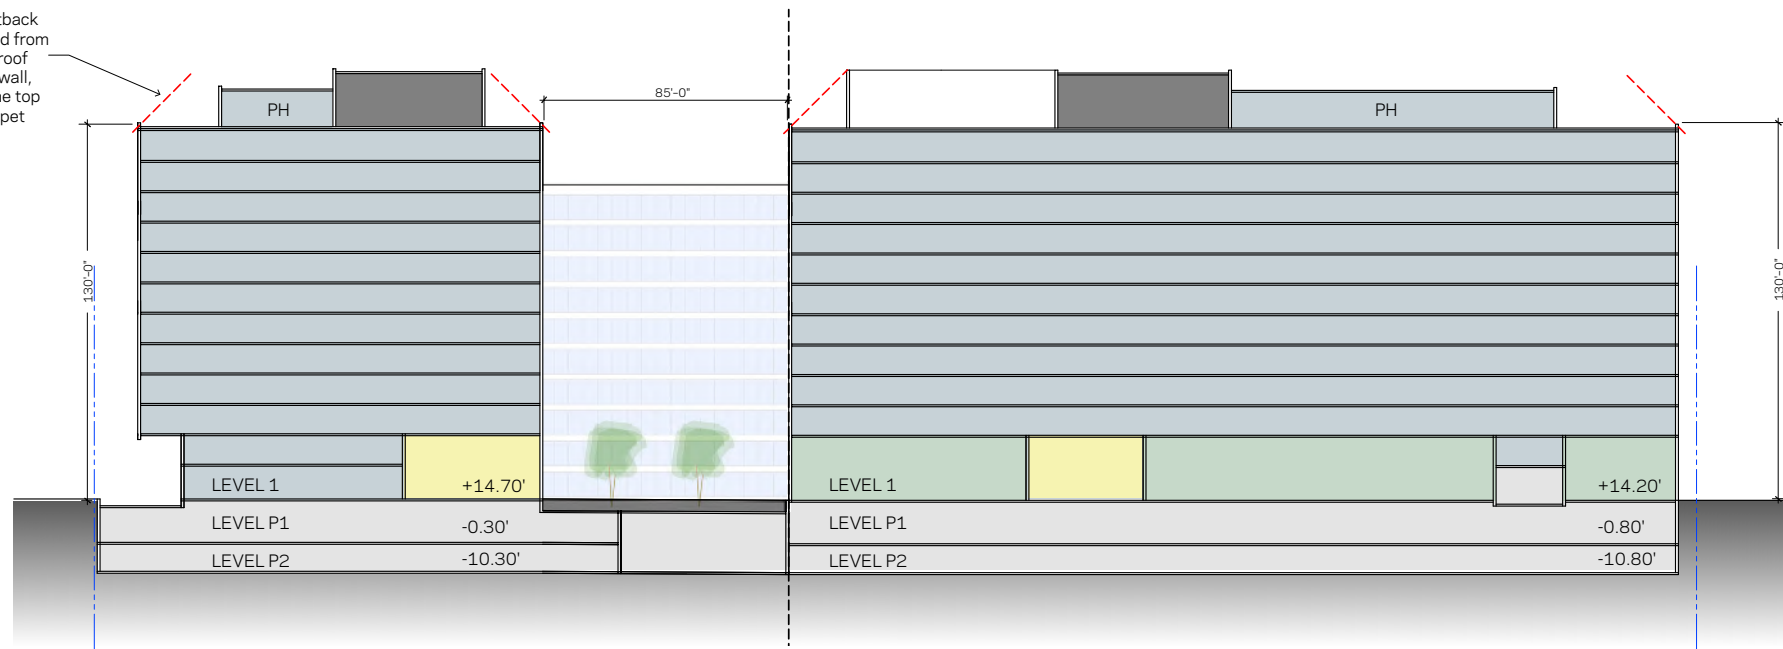 tback
d from
roof
wall,
ne top
pet
PH
85'-0"
PH
130'-0"
130'-0"
LEVEL 1
+14.70'
LEVEL 1
+14.20'
LEVEL P1
-0.30'
LEVEL P1
-0.80'
LEVEL P2
-10.30'
LEVEL P2
-10.80'